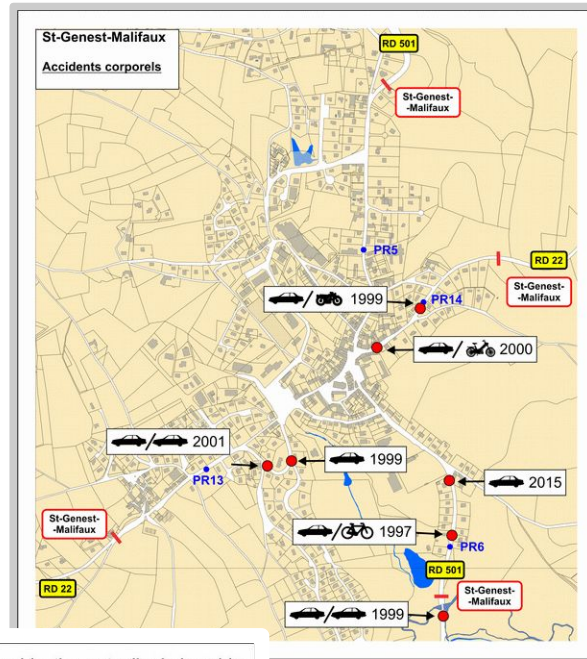 St-Genest-Malifaux
Accidents corporels
RD 501
St-Genest-
-Malifaux
PR5
RD 22
St-Genest-
-Malifaux
1999
PR14
/ 2000
/ 2001
1999
PR13
2015
St-Genest-
-Malifaux
/ 1997
PR6
RD 501
RD 22
St-Genest-
-Malifaux
/ 1999